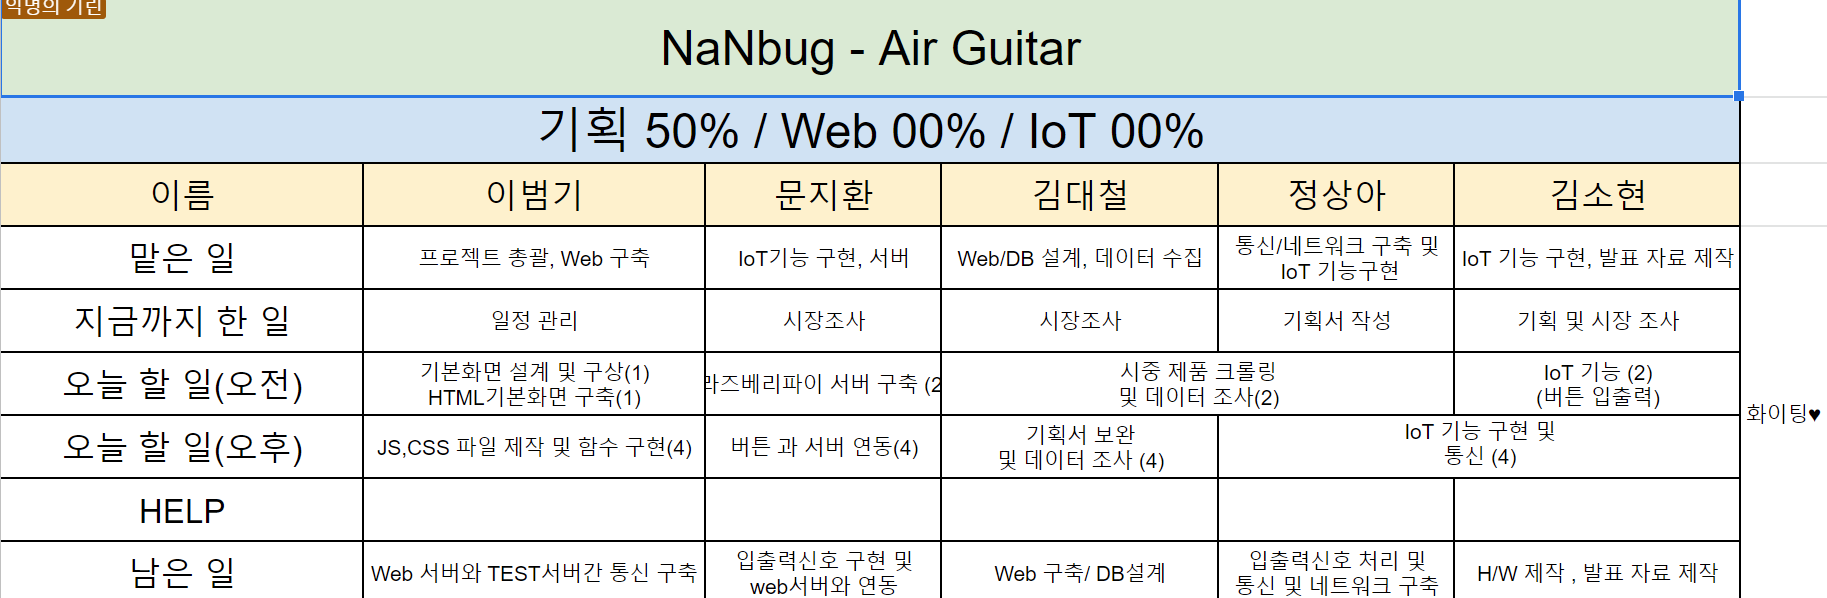 익명의 기린
NaNbug - Air Guitar
기획 50% / Web 00% / IoT 00%
이름 이범기 문지환 김대철 정상아 김소현
맡은 일 프로젝트 총괄, Web 구축 IoT기능 구현, 서버 Web/DB 설계, 데이터 수집 통신/네트워크 구축 및 IoT 기능구현 IoT 기능 구현, 발표 자료 제작
지금까지 한 일 일정 관리 시장조사 시장조사 기획서 작성 기획 및 시장 조사
오늘 할 일(오전) 기본화면 설계 및 구상(1) HTML기본화면 구축(1) 라즈베리파이 서버 구축 (2 시중 제품 크롤링 및 데이터 조사(2) IoT 기능 (2) (버튼 입출력)
화이팅♥
오늘 할 일(오후) JS,CSS 파일 제작 및 함수 구현(4) 버튼 과 서버 연동(4) 기획서 보완 및 데이터 조사 (4) IoT 기능 구현 및 통신 (4)
HELP
남은 일 Web 서버와 TEST서버간 통신 구축 입출력신호 구현 및 web서버와 연동 Web 구축/ DB설계 입출력신호 처리 및 통신 및 네트워크 구축 H/W 제작 , 발표 자료 제작